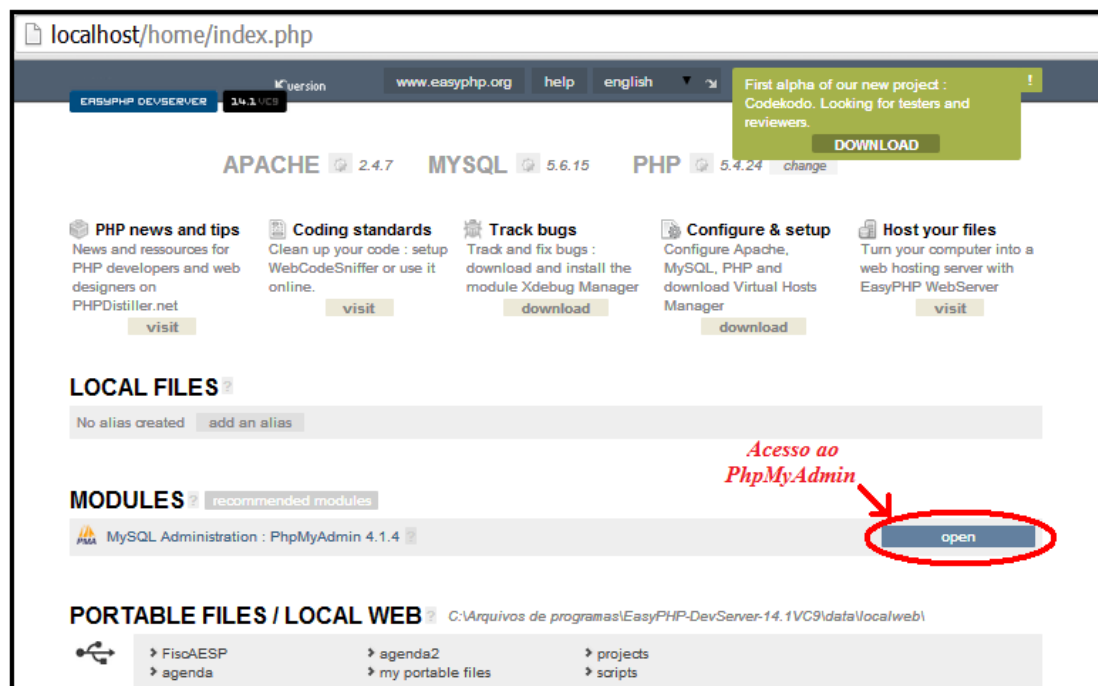 localhost/home/index.php
version
www.easyphp.org help english
First alpha of our new project :
Codekodo. Looking for testers and
reviewers.
DOWNLOAD
!
EASYPHP DEVSERVER 14.1 VC9
APACHE 2.4.7 MYSQL 5.6.15 PHP 5.4.24 change
PHP news and tips
News and ressources for
PHP developers and web
designers on
PHPDistiller.net
visit
Coding standards
Clean up your code : setup
WebCodeSniffer or use it
online.
visit
Track bugs
Track and fix bugs :
download and install the
module Xdebug Manager
download
Configure & setup
Configure Apache,
MySQL, PHP and
download Virtual Hosts
Manager
download
Host your files
Turn your computer into a
web hosting server with
EasyPHP WebServer
visit
LOCAL FILES ?
No alias created add an alias
Acesso ao
PhpMyAdmin
MODULES ? recommended modules
PMA MySQL Administration : PhpMyAdmin 4.1.4 ? open
PORTABLE FILES / LOCAL WEB ? C:\Arquivos de programas\EasyPHP-DevServer-14.1VC9\data\localweb\
FiscAESP agenda2 projects
agenda my portable files scripts